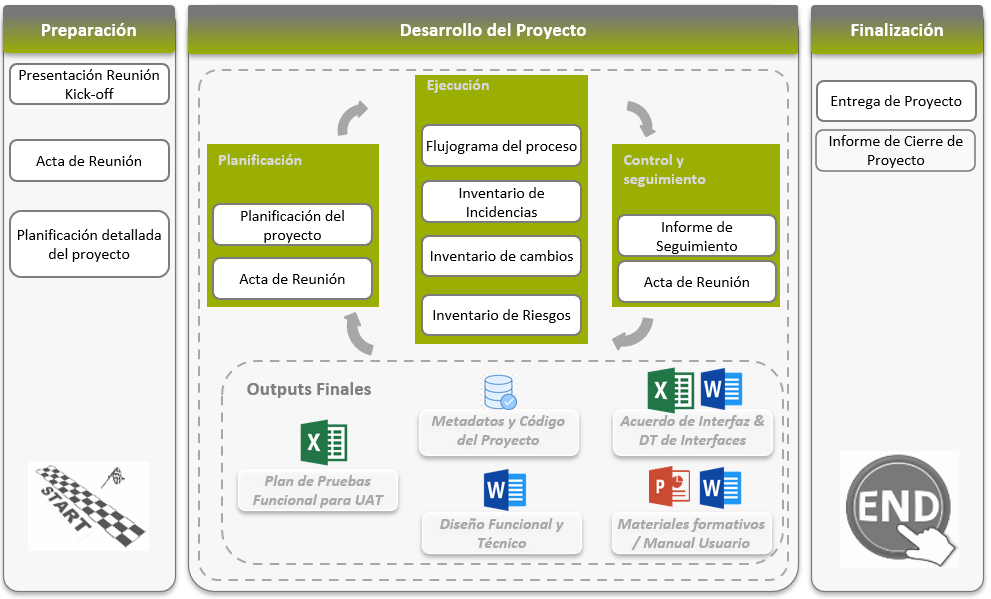 Preparación
Presentación Reunión
Kick-off
Acta de Reunión
Planificación detallada
del proyecto
START
Desarrollo del Proyecto
Planificación
Planificación del
proyecto
Acta de Reunión
Ejecución
Flujograma del proceso
Inventario de
Incidencias
Inventario de cambios
Inventario de Riesgos
Control y
seguimiento
Informe de
Seguimiento
Acta de Reunión
Outputs Finales
X
Plan de Pruebas
Funcional para UAT
Metadatos y Código
del Proyecto
W
Diseño Funcional y
Técnico
X W
Acuerdo de Interfaz &
DT de Interfaces
P W
Materiales formativos
/ Manual Usuario
Finalización
Entrega de Proyecto
Informe de Cierre de
Proyecto
END